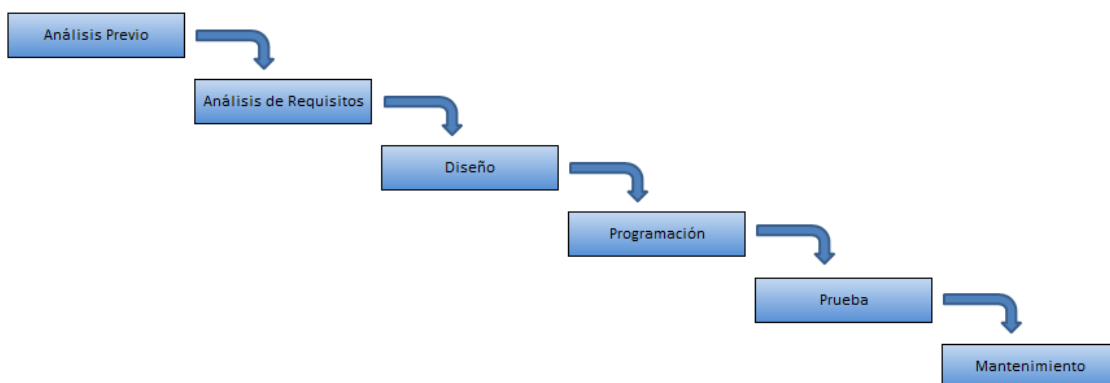 Análisis Previo
Análisis de Requisitos
Diseño
Programación
Prueba
Mantenimiento